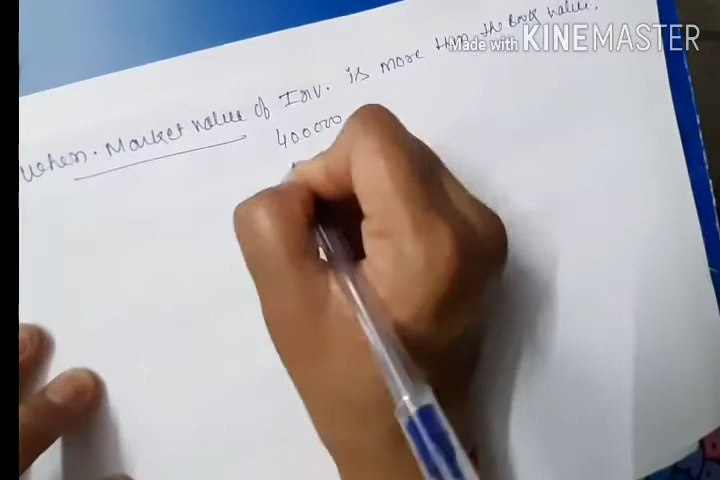 When. Market value of Inv. is more than the Book value.
400000
Made with KINEMASTER